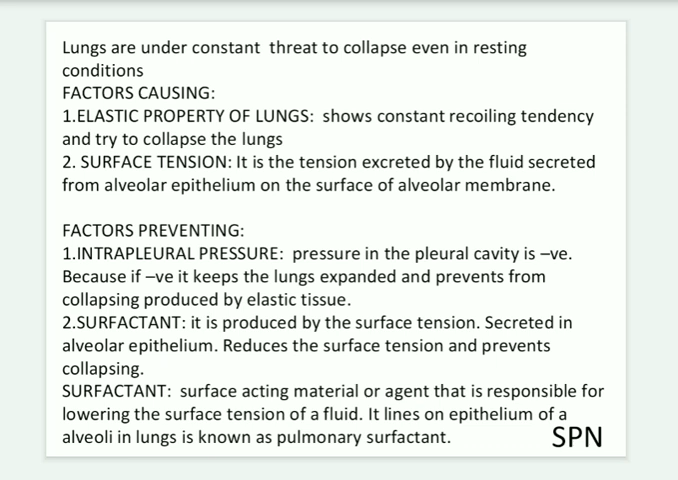 Lungs are under constant  threat to collapse even in resting
conditions
FACTORS CAUSING:
1.ELASTIC PROPERTY OF LUNGS:  shows constant recoiling tendency
and try to collapse the lungs
2. SURFACE TENSION: It is the tension excreted by the fluid secreted
from alveolar epithelium on the surface of alveolar membrane.
FACTORS PREVENTING:
1.INTRAPLEURAL PRESSURE:  pressure in the pleural cavity is –ve.
Because if –ve it keeps the lungs expanded and prevents from
collapsing produced by elastic tissue.
2.SURFACTANT: it is produced by the surface tension. Secreted in
alveolar epithelium. Reduces the surface tension and prevents
collapsing.
SURFACTANT:  surface acting material or agent that is responsible for
lowering the surface tension of a fluid. It lines on epithelium of a
alveoli in lungs is known as pulmonary surfactant.
SPN